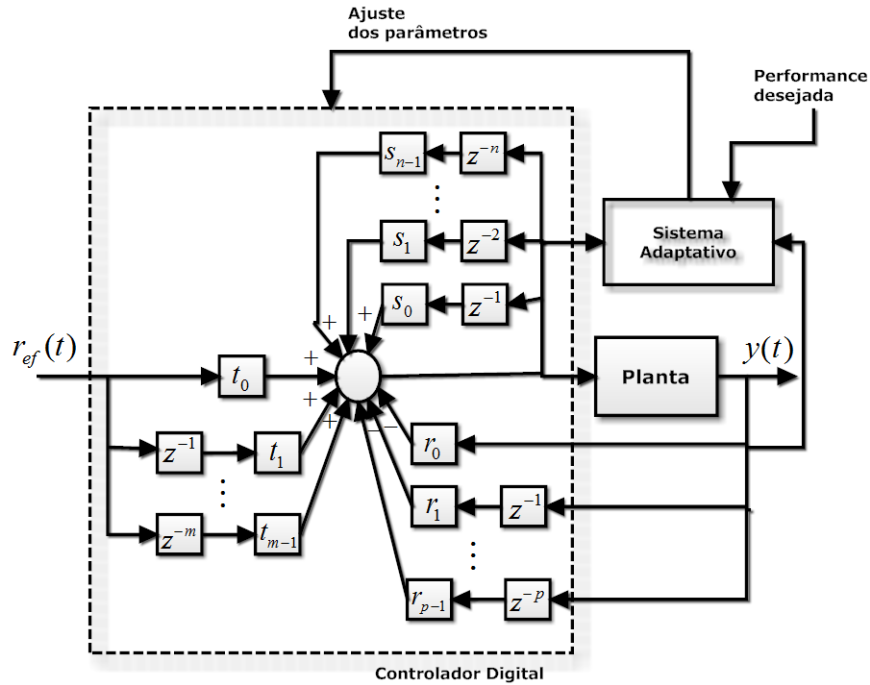 Ajuste
dos parâmetros
Performance
desejada
s_{n-1} z^{-n}
⋮
s_1 z^{-2}
Sistema
Adaptativo
s_0 z^{-1}
+ + +
r_{ef}(t)
t_0 +
Planta
y(t)
+ + − −
z^{-1} t_1
r_0
⋮
z^{-m} t_{m-1}
r_1 z^{-1}
⋮
r_{p-1} z^{-p}
Controlador Digital